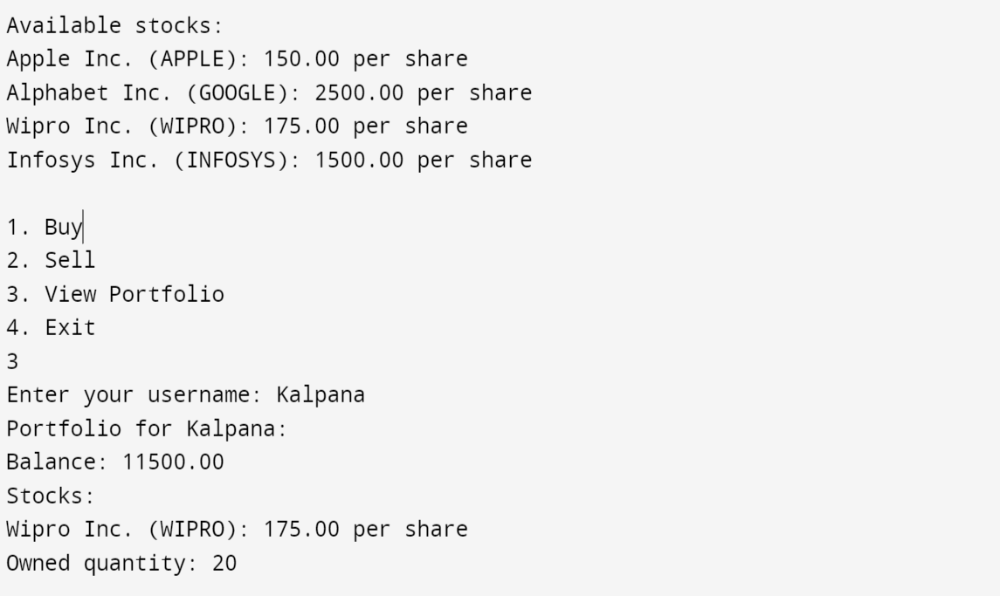 Available stocks:
Apple Inc. (APPLE): 150.00 per share
Alphabet Inc. (GOOGLE): 2500.00 per share
Wipro Inc. (WIPRO): 175.00 per share
Infosys Inc. (INFOSYS): 1500.00 per share
1. Buy
2. Sell
3. View Portfolio
4. Exit
3
Enter your username: Kalpana
Portfolio for Kalpana:
Balance: 11500.00
Stocks:
Wipro Inc. (WIPRO): 175.00 per share
Owned quantity: 20